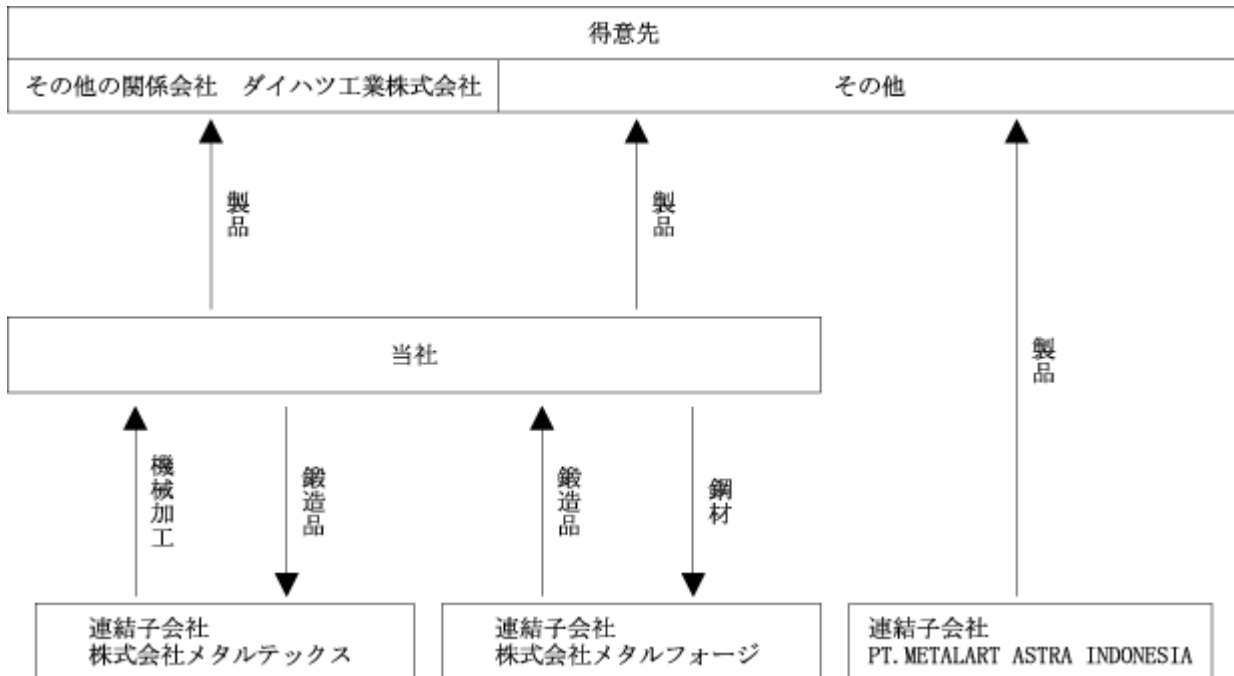 得意先
その他の関係会社　ダイハツ工業株式会社
その他
製品
製品
製品
当社
機械加工
鍛造品
鍛造品
鋼材
連結子会社
株式会社メタルテックス
連結子会社
株式会社メタルフォージ
連結子会社
PT.METALART ASTRA INDONESIA